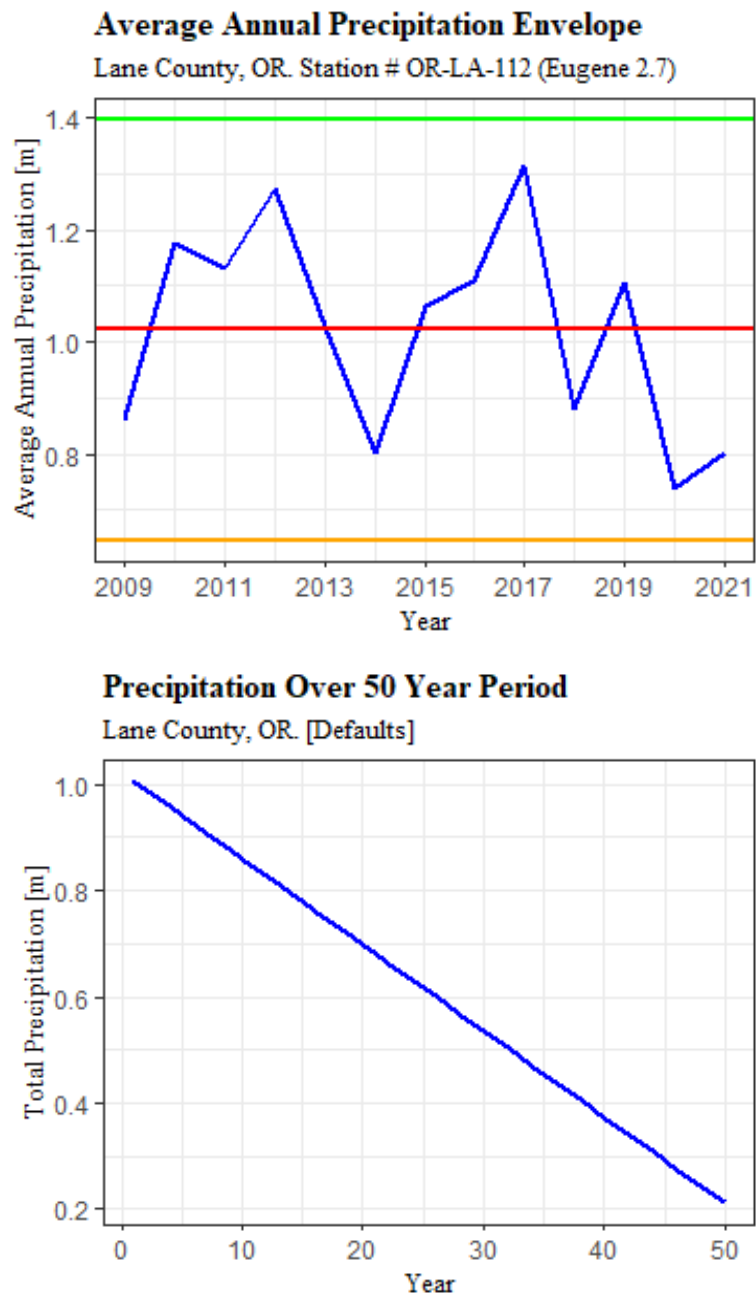 Average Annual Precipitation Envelope
Lane County, OR. Station # OR-LA-112 (Eugene 2.7)
Average Annual Precipitation [m]
1.4
1.2
1.0
0.8
2009 2011 2013 2015 2017 2019 2021
Year
Precipitation Over 50 Year Period
Lane County, OR. [Defaults]
Total Precipitation [m]
1.0
0.8
0.6
0.4
0.2
0 10 20 30 40 50
Year